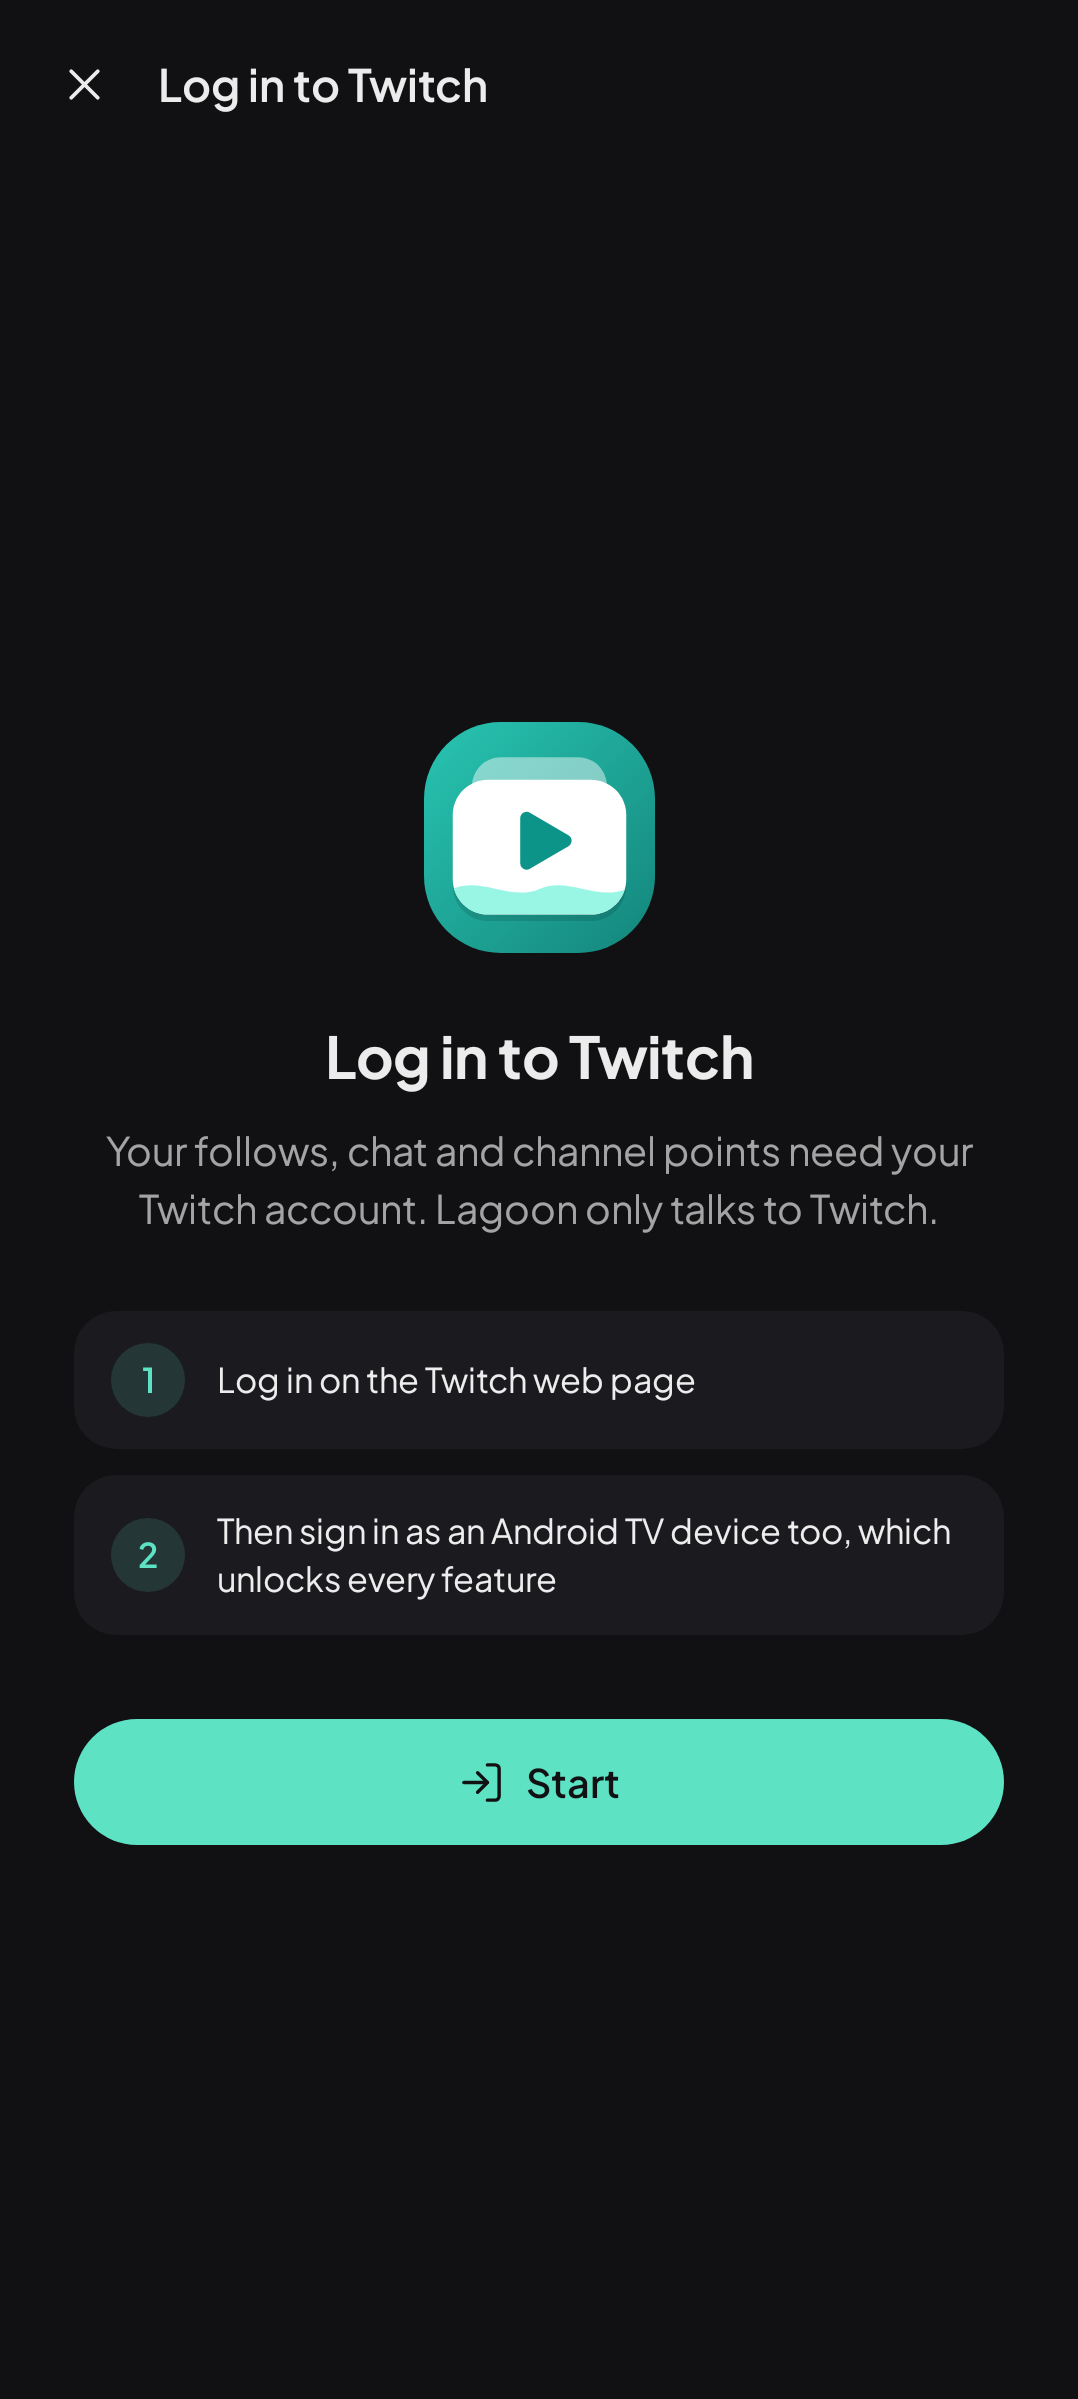 Log in to Twitch
Log in to Twitch
Your follows, chat and channel points need your
Twitch account. Lagoon only talks to Twitch.
1
Log in on the Twitch web page
2
Then sign in as an Android TV device too, which
unlocks every feature
Start